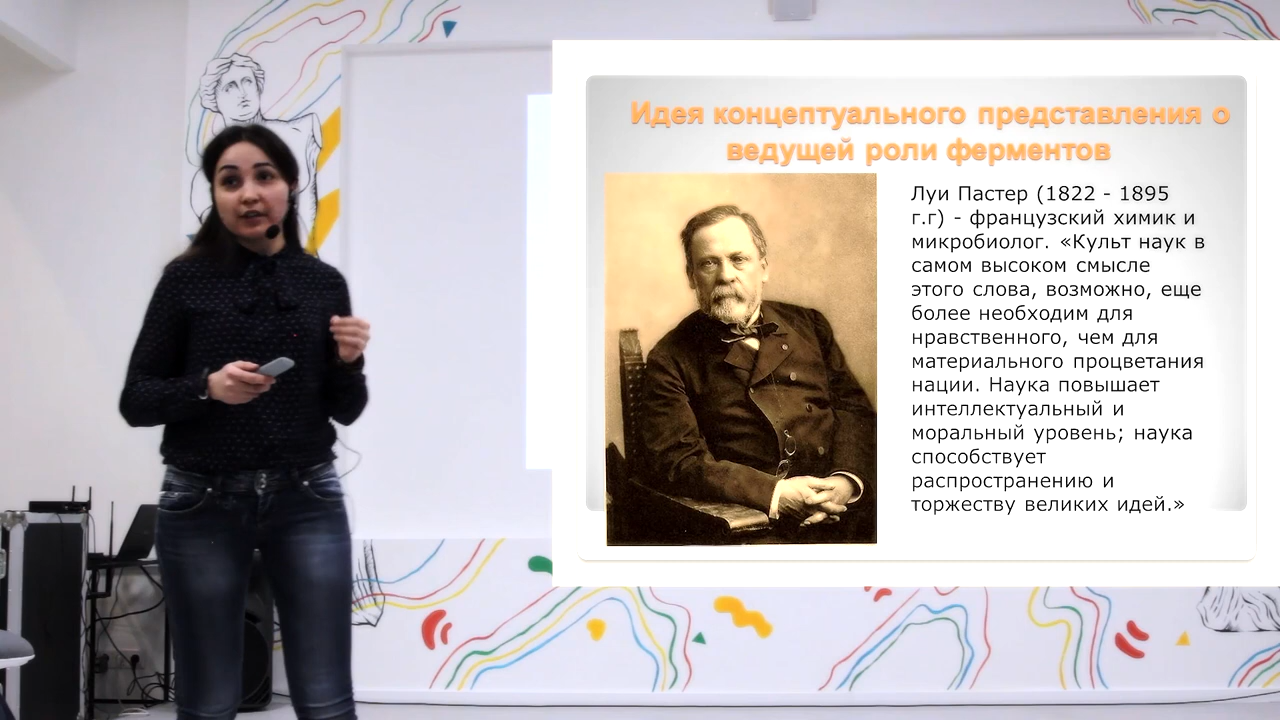 Идея концептуального представления о
ведущей роли ферментов
Луи Пастер (1822 - 1895
г.г) - французский химик и
микробиолог. «Культ наук в
самом высоком смысле
этого слова, возможно, еще
более необходим для
нравственного, чем для
материального процветания
нации. Наука повышает
интеллектуальный и
моральный уровень; наука
способствует
распространению и
торжеству великих идей.»